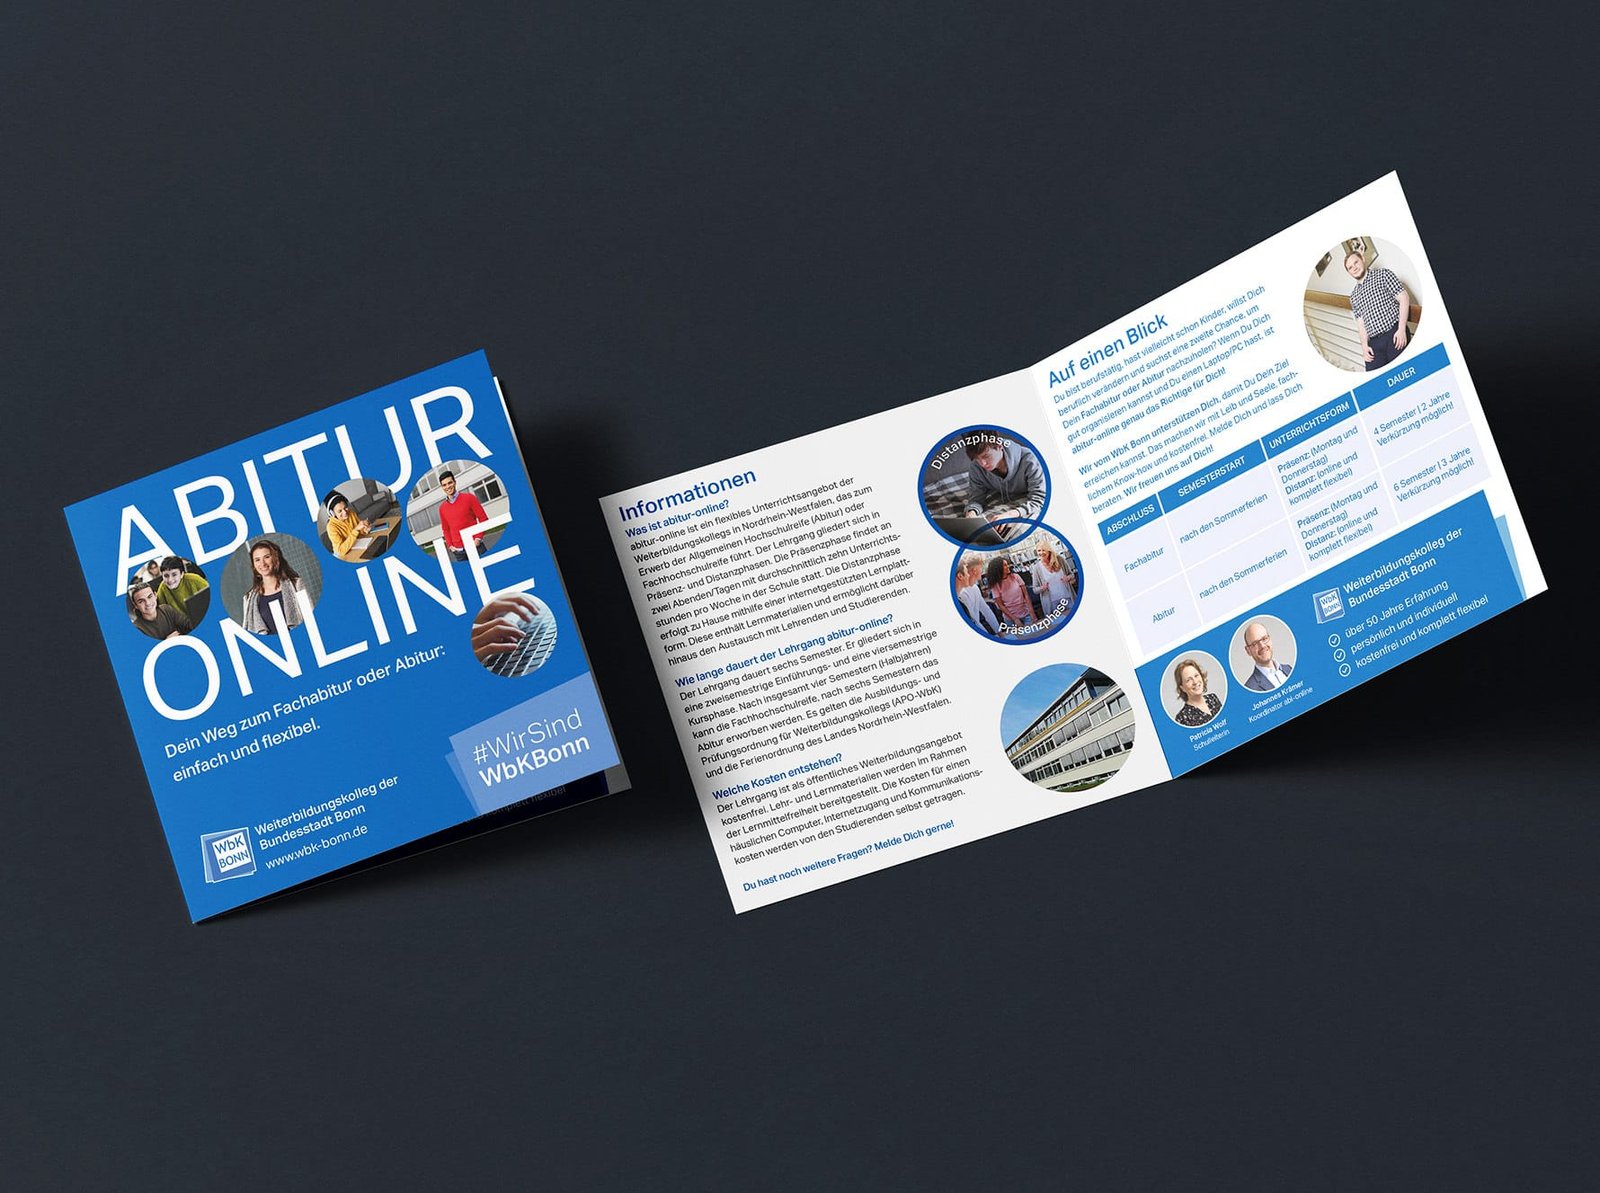 ABITUR
ONLINE
Dein Weg zum Fachabitur oder Abitur:
einfach und flexibel.
#WirSind
WbKBonn
WbK
BONN
Weiterbildungskolleg der
Bundesstadt Bonn
www.wbk-bonn.de
komplett flexibel
Informationen
Was ist abitur-online?
abitur-online ist ein flexibles Unterrichtsangebot der
Weiterbildungskollegs in Nordrhein-Westfalen, das zum
Erwerb der Allgemeinen Hochschulreife (Abitur) oder
Fachhochschulreife führt. Der Lehrgang gliedert sich in
Präsenz- und Distanzphasen. Die Präsenzphase findet an
zwei Abenden/Tagen mit durchschnittlich zehn Unterrichts-
stunden pro Woche in der Schule statt. Die Distanzphase
erfolgt zu Hause mithilfe einer internetgestützten Lernplatt-
form. Diese enthält Lernmaterialien und ermöglicht darüber
hinaus den Austausch mit Lehrenden und Studierenden.
Wie lange dauert der Lehrgang abitur-online?
Der Lehrgang dauert sechs Semester. Er gliedert sich in
eine zweisemestrige Einführungs- und eine viersemestrige
Kursphase. Nach insgesamt vier Semestern (Halbjahren)
kann die Fachhochschulreife, nach sechs Semestern das
Abitur erworben werden. Es gelten die Ausbildungs- und
Prüfungsordnung für Weiterbildungskollegs (APO-WbK)
und die Ferienordnung des Landes Nordrhein-Westfalen.
Welche Kosten entstehen?
Der Lehrgang ist als öffentliches Weiterbildungsangebot
kostenfrei. Lehr- und Lernmaterialien werden im Rahmen
der Lernmittelfreiheit bereitgestellt. Die Kosten für einen
häuslichen Computer, Internetzugang und Kommunikations-
kosten werden von den Studierenden selbst getragen.
Du hast noch weitere Fragen? Melde Dich gerne!
Distanzphase
Präsenzphase
Auf einen Blick
Du bist berufstätig, hast vielleicht schon Kinder, willst Dich
beruflich verändern und suchst eine zweite Chance, um
Dein Fachabitur oder Abitur nachzuholen? Wenn Du Dich
gut organisieren kannst und Du einen Laptop/PC hast, ist
abitur-online genau das Richtige für Dich!
Wir vom WbK Bonn unterstützen Dich, damit Du Dein Ziel
erreichen kannst. Das machen wir mit Leib und Seele, fach-
lichem Know-how und kostenfrei. Melde Dich und lass Dich
beraten. Wir freuen uns auf Dich!
ABSCHLUSS SEMESTERSTART UNTERRICHTSFORM DAUER
Fachabitur
nach den Sommerferien
Präsenz: (Montag und
Donnerstag)
Distanz: (online und
komplett flexibel)
4 Semester | 2 Jahre
Verkürzung möglich!
Abitur
nach den Sommerferien
Präsenz: (Montag und
Donnerstag)
Distanz: (online und
komplett flexibel)
6 Semester | 3 Jahre
Verkürzung möglich!
Patricia Wolf
Schulleiterin
Johannes Krämer
Koordinator abi-online
WbK
BONN
Weiterbildungskolleg der
Bundesstadt Bonn
über 50 Jahre Erfahrung
persönlich und individuell
kostenfrei und komplett flexibel